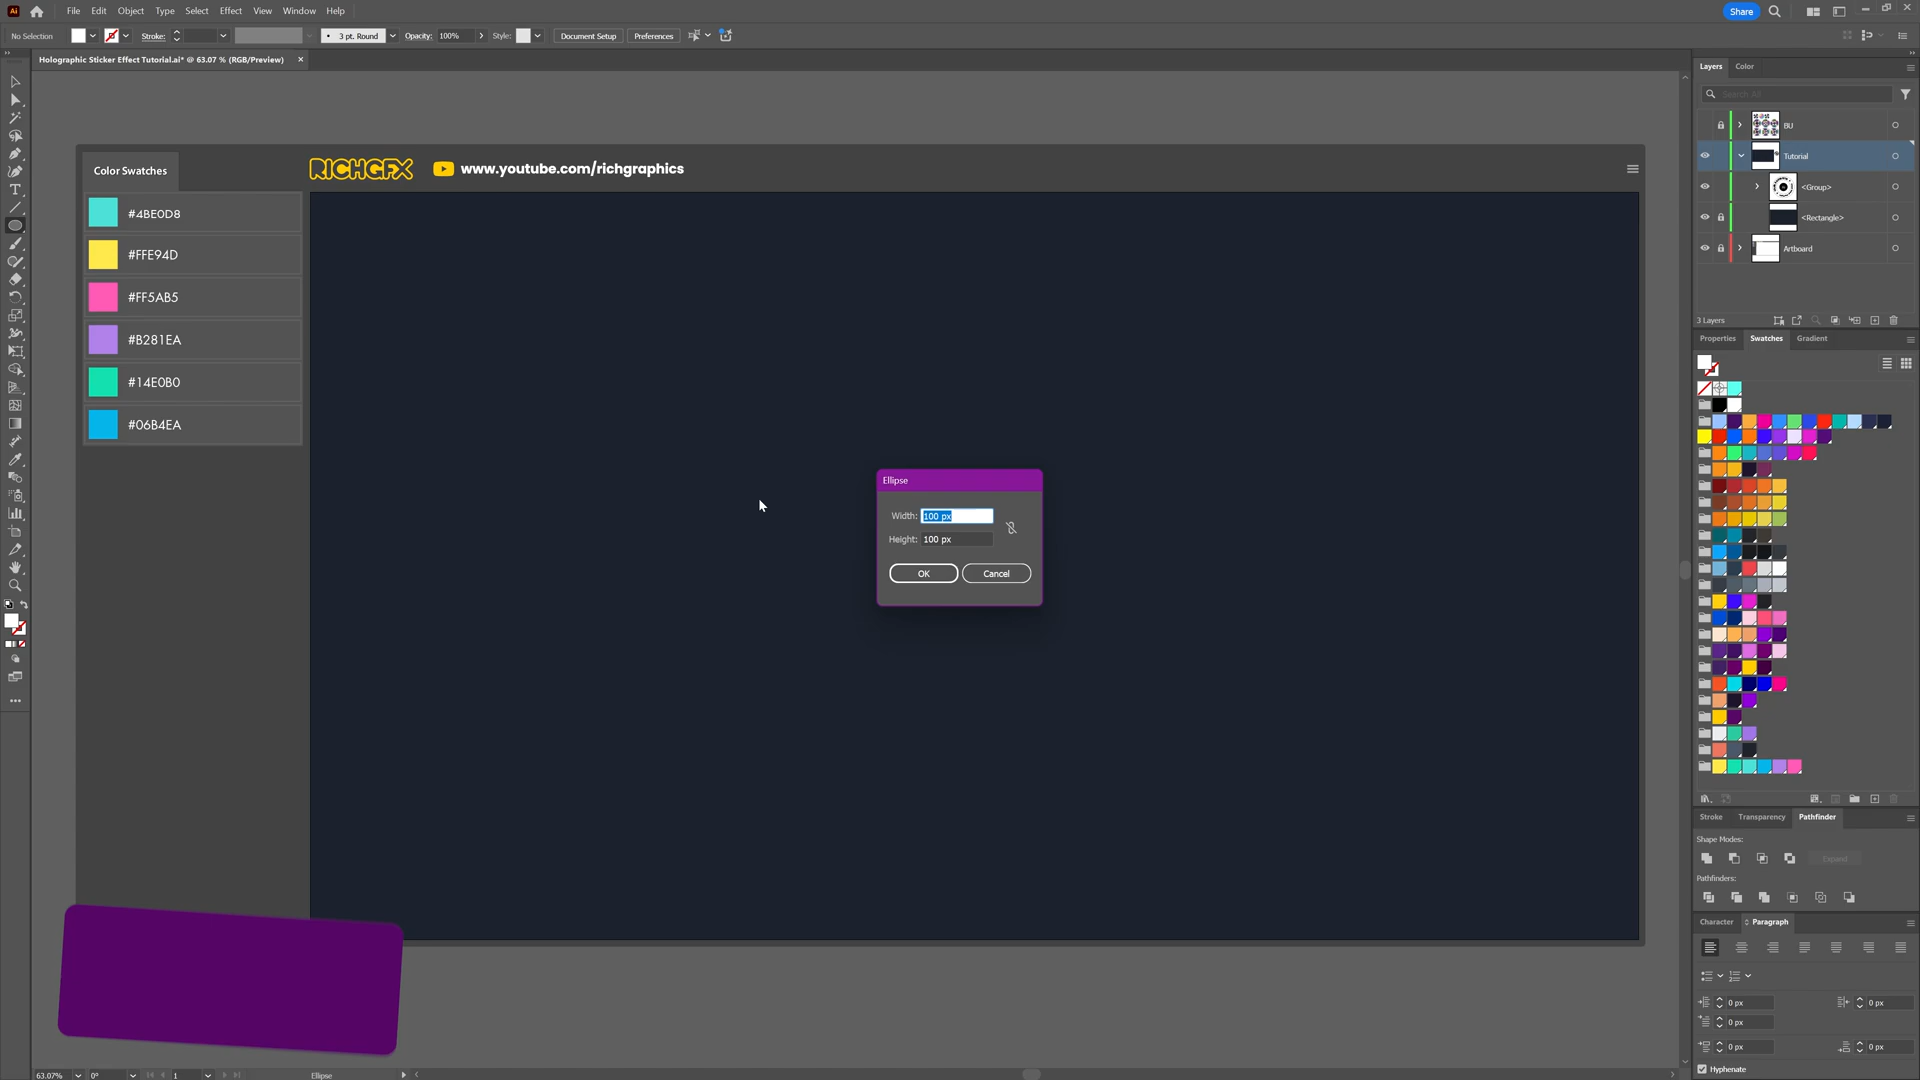 Ai
File Edit Object Type Select Effect View Window Help
Share
No Selection
Stroke:
3 pt. Round
Opacity: 100%
Style:
Document Setup
Preferences
Holographic Sticker Effect Tutorial.ai* @ 63.07 % (RGB/Preview)
Color Swatches
RICHGFX
www.youtube.com/richgraphics
#4BE0D8
#FFE94D
#FF5AB5
#B281EA
#14E0B0
#06B4EA
Ellipse
Width: 100 px
Height: 100 px
OK
Cancel
Layers
Color
Search All
BU
Tutorial
<Group>
<Rectangle>
Artboard
3 Layers
Properties
Swatches
Gradient
Stroke
Transparency
Pathfinder
Shape Modes:
Expand
Pathfinders:
Character
Paragraph
0 px
0 px
0 px
0 px
0 px
Hyphenate
63.07%
0°
1
Ellipse